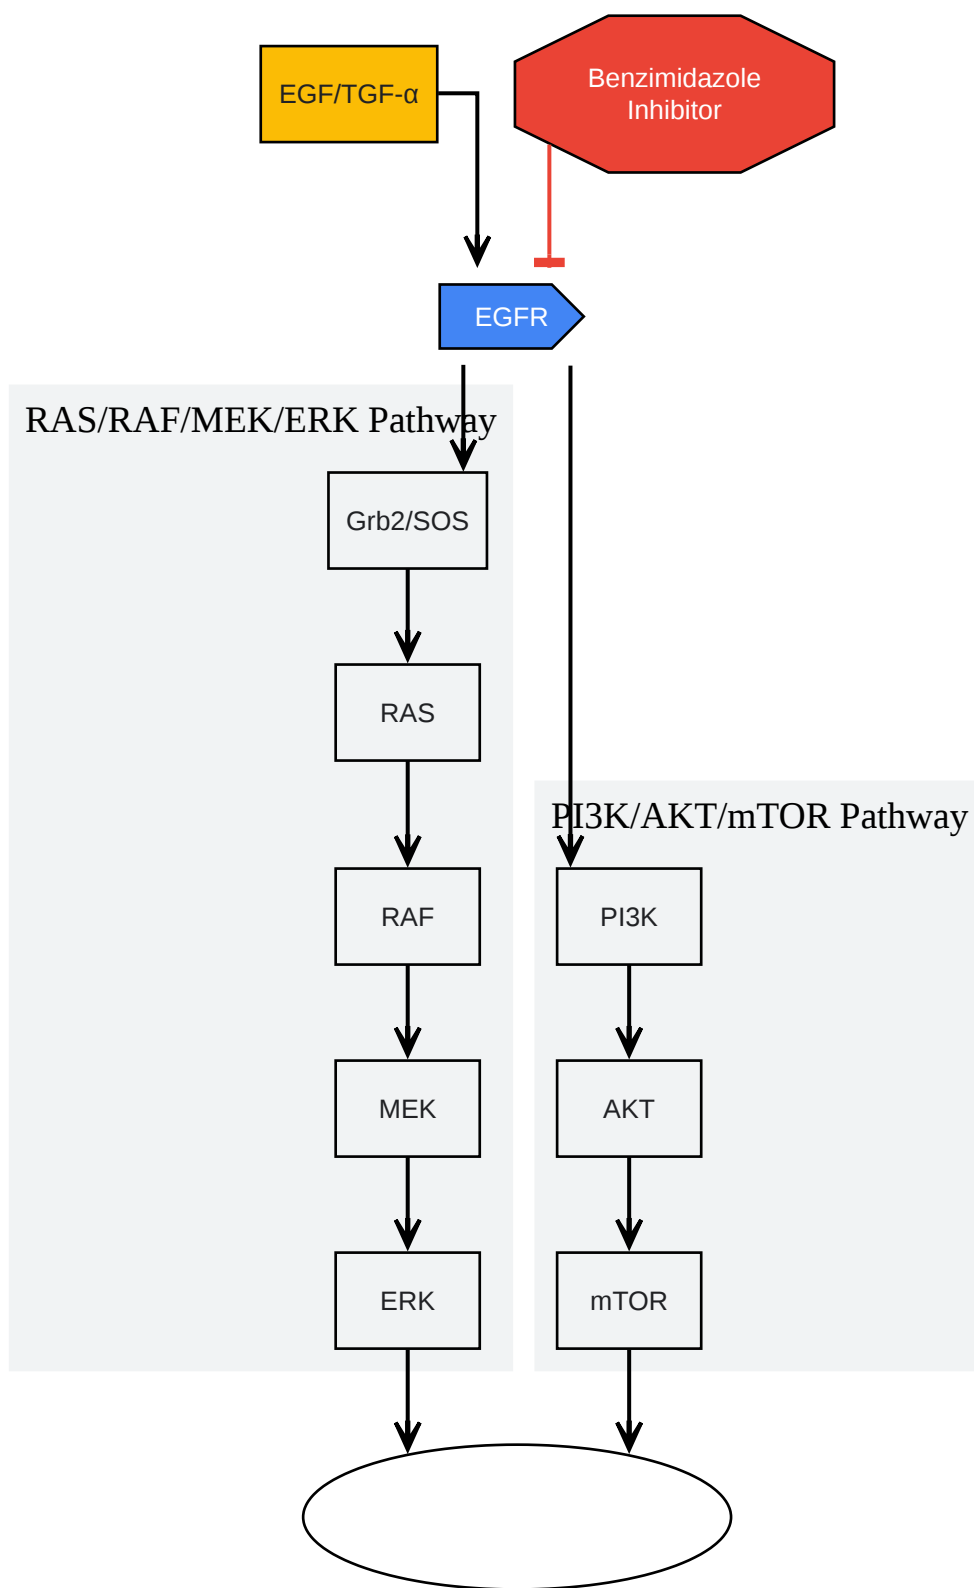 EGF/TGF-α
Benzimidazole
Inhibitor
EGFR
RAS/RAF/MEK/ERK Pathway
Grb2/SOS
RAS
RAF
MEK
ERK
PI3K/AKT/mTOR Pathway
PI3K
AKT
mTOR